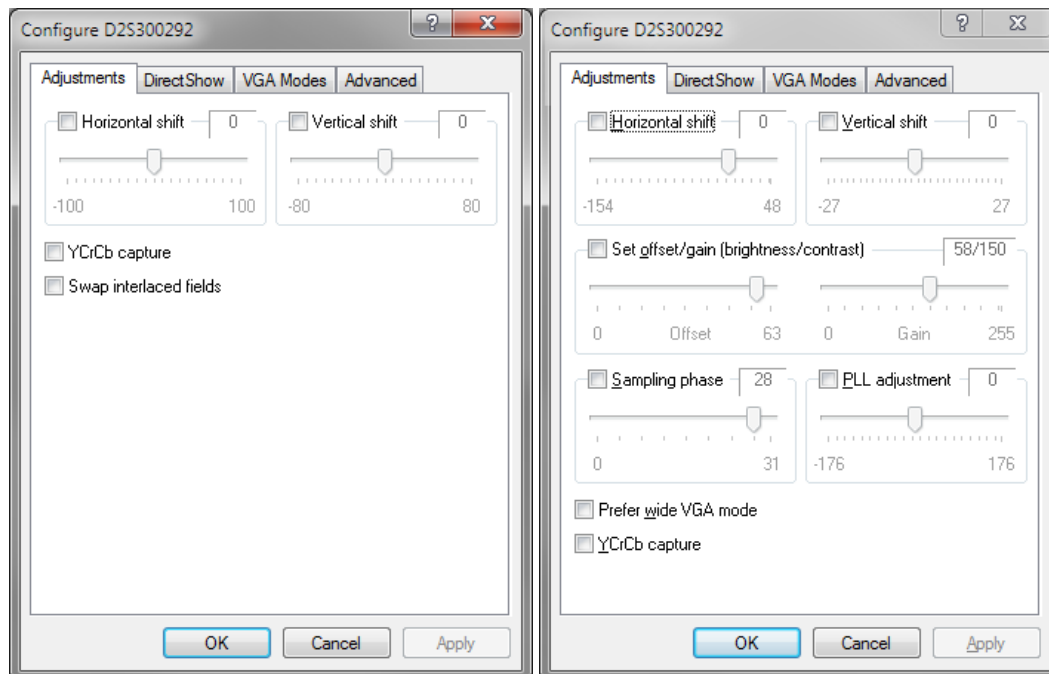 Configure D2S300292
?
X
Adjustments DirectShow VGA Modes Advanced
Horizontal shift 0 Vertical shift 0
-100 100 -80 80
YCrCb capture
Swap interlaced fields
OK Cancel Apply
Configure D2S300292
?
X
Adjustments DirectShow VGA Modes Advanced
Horizontal shift 0 Vertical shift 0
-154 48 -27 27
Set offset/gain (brightness/contrast) 58/150
0 Offset 63 0 Gain 255
Sampling phase 28 PLL adjustment 0
0 31 -176 176
Prefer wide VGA mode
YCrCb capture
OK Cancel Apply